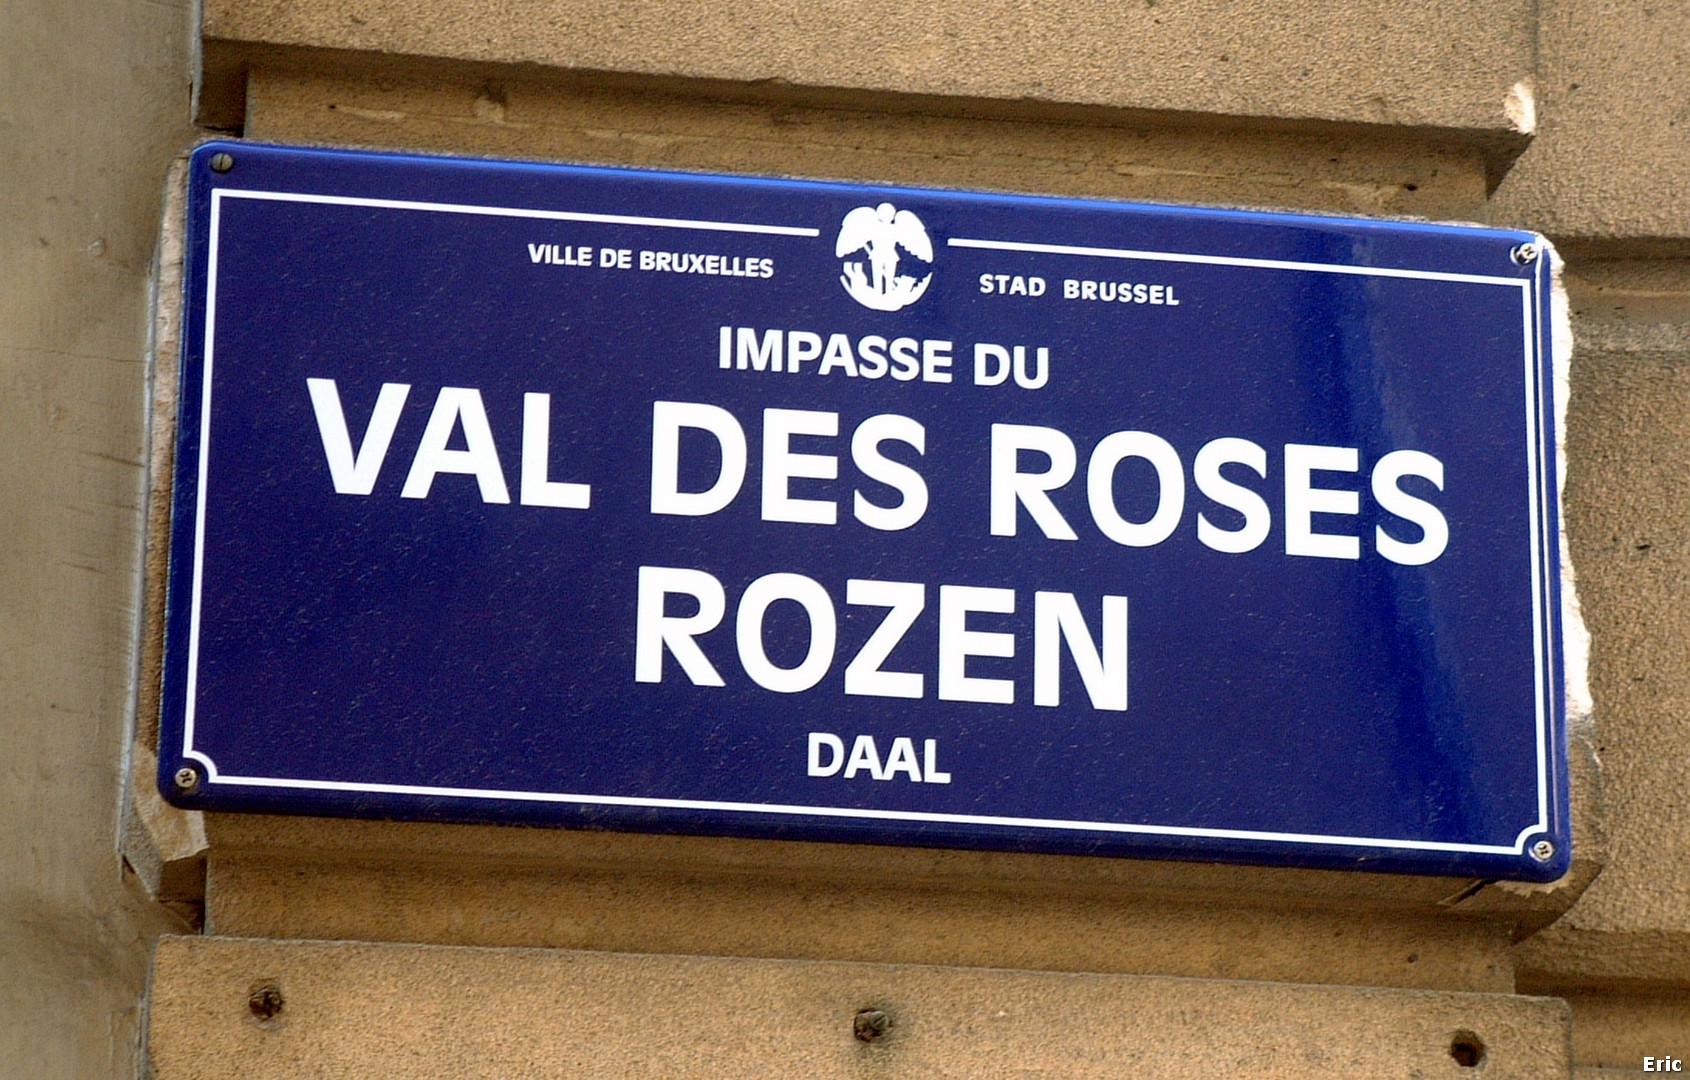 VILLE DE BRUXELLES STAD BRUSSEL
IMPASSE DU
VAL DES ROSES
ROZEN
DAAL
Eric